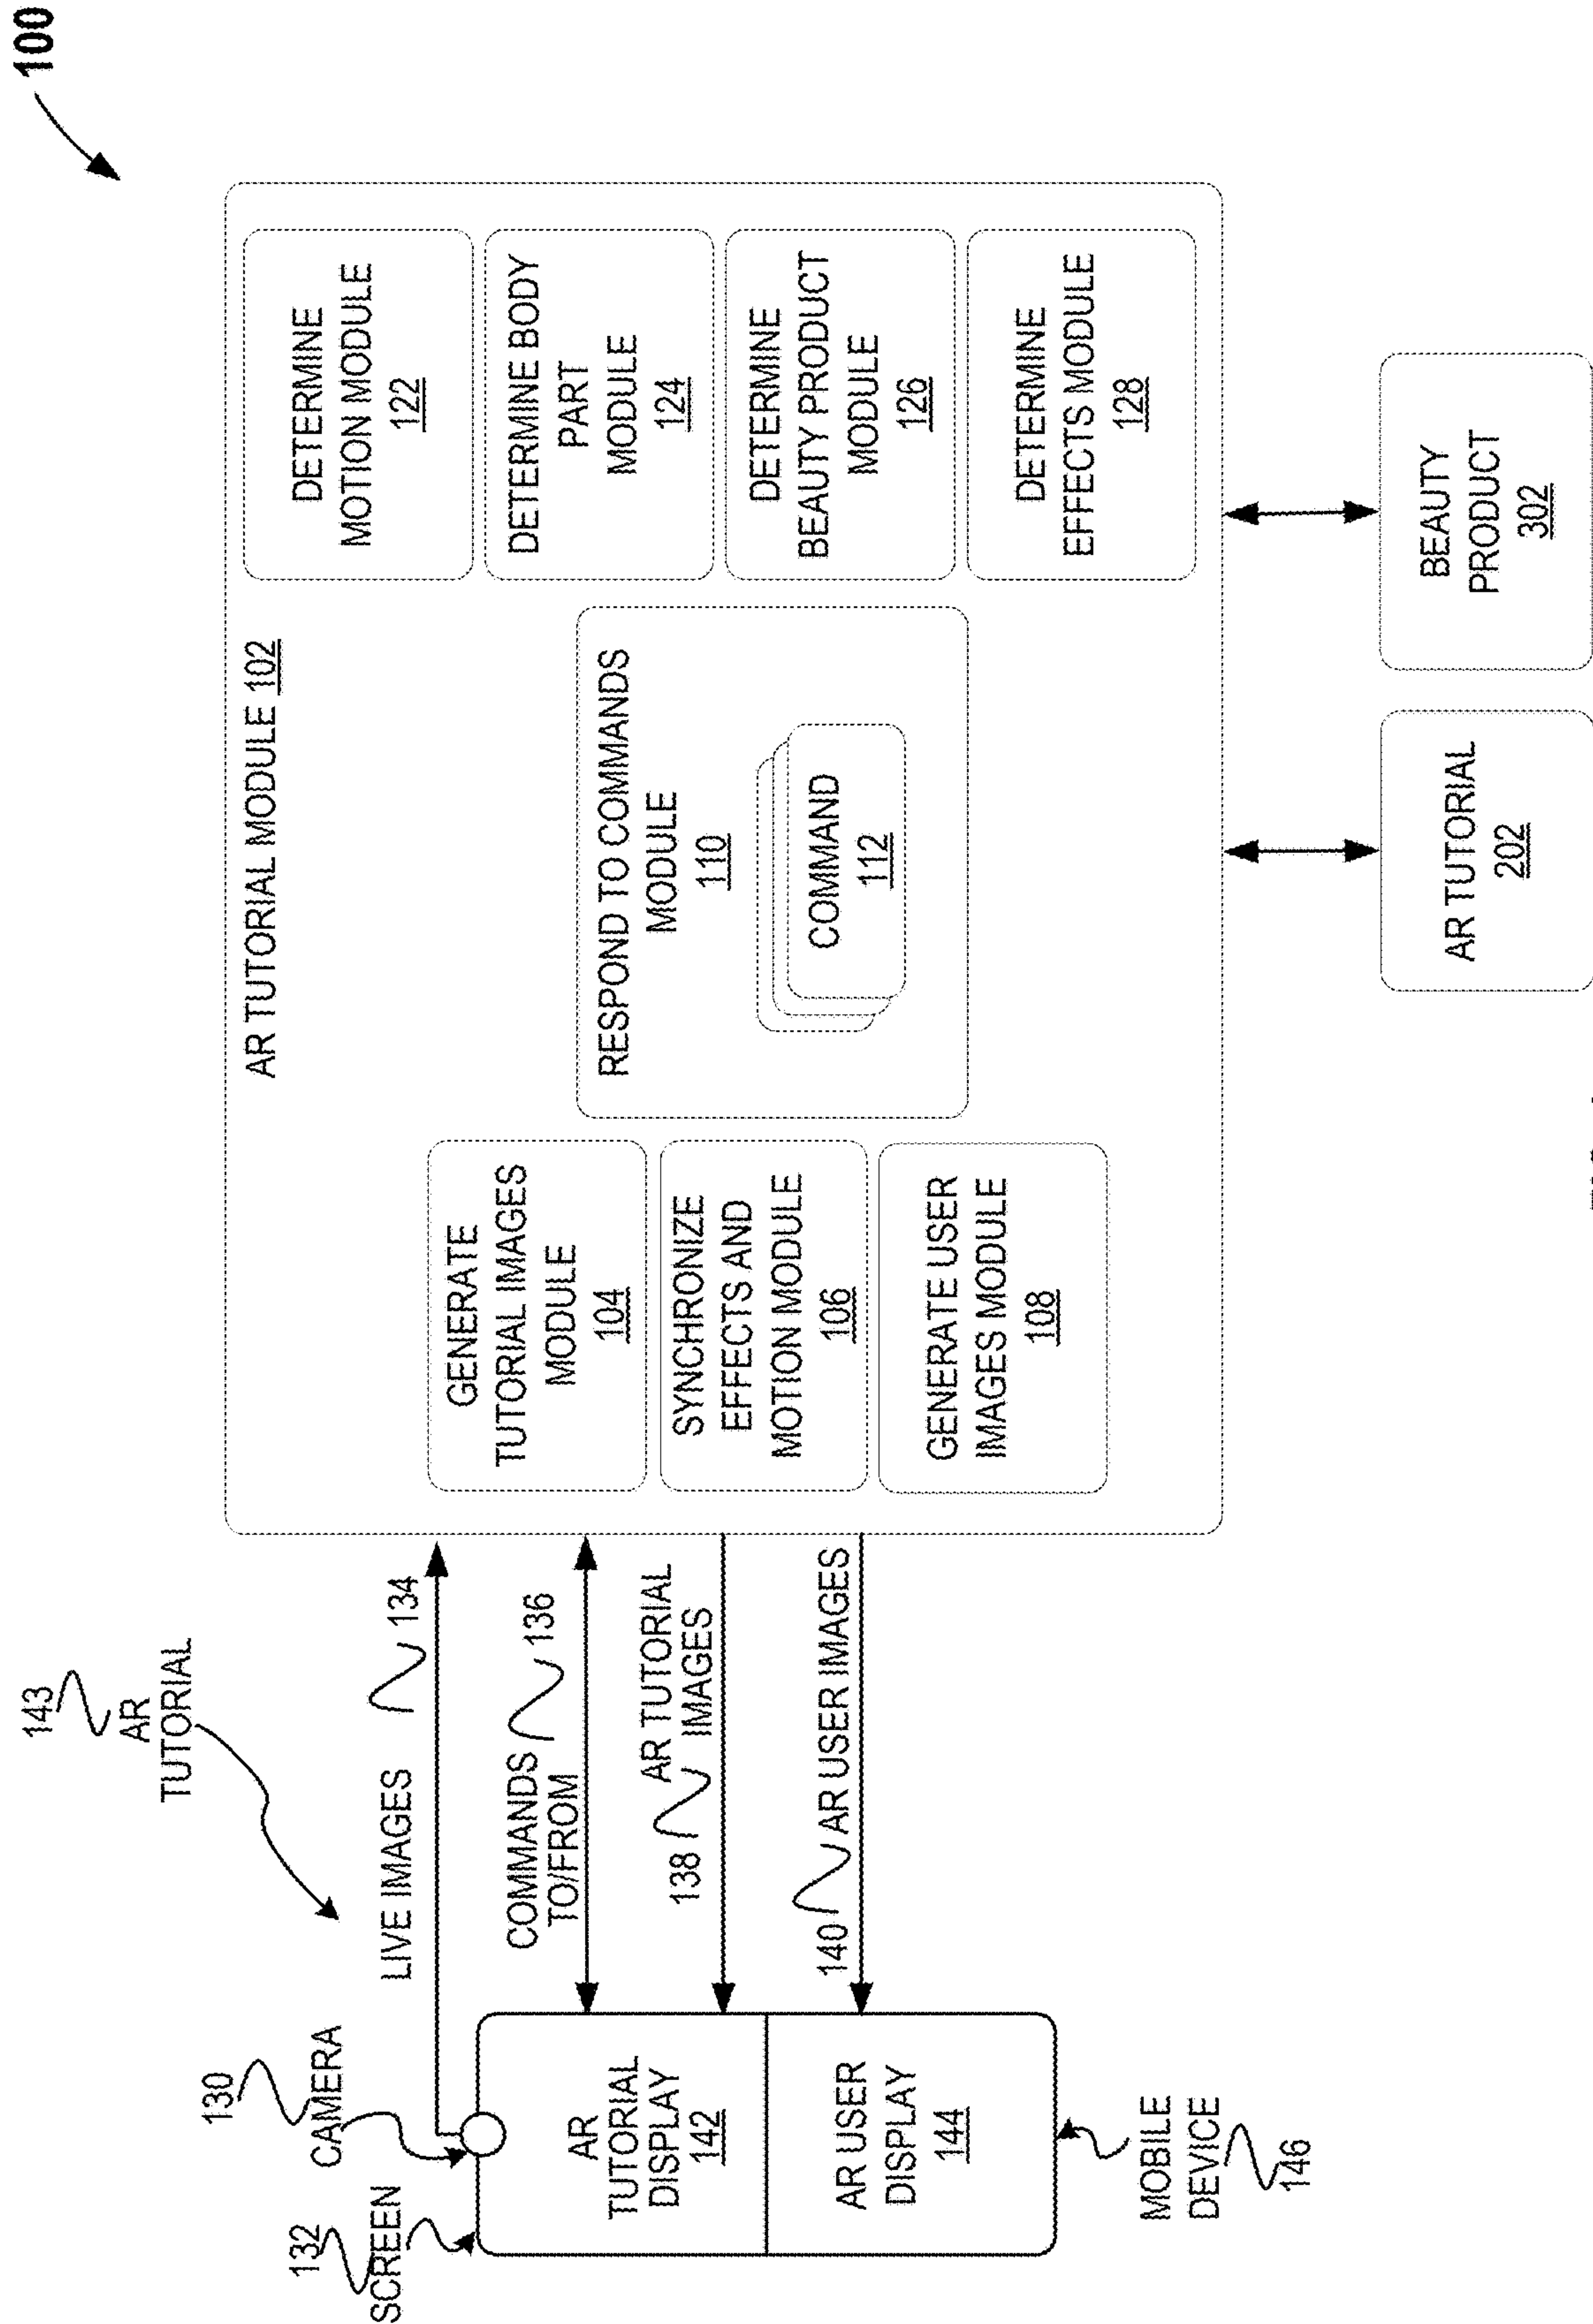 100
143
AR
TUTORIAL
130
CAMERA
132
SCREEN
LIVE IMAGES
134
COMMANDS
TO/FROM
136
138
AR TUTORIAL
IMAGES
140
AR USER IMAGES
AR
TUTORIAL
DISPLAY
142
AR USER
DISPLAY
144
MOBILE
DEVICE
146
AR TUTORIAL MODULE 102
GENERATE
TUTORIAL IMAGES
MODULE
104
SYNCHRONIZE
EFFECTS AND
MOTION MODULE
106
GENERATE USER
IMAGES MODULE
108
RESPOND TO COMMANDS
MODULE
110
COMMAND
112
DETERMINE
MOTION MODULE
122
DETERMINE BODY
PART
MODULE
124
DETERMINE
BEAUTY PRODUCT
MODULE
126
DETERMINE
EFFECTS MODULE
128
AR TUTORIAL
202
BEAUTY
PRODUCT
302